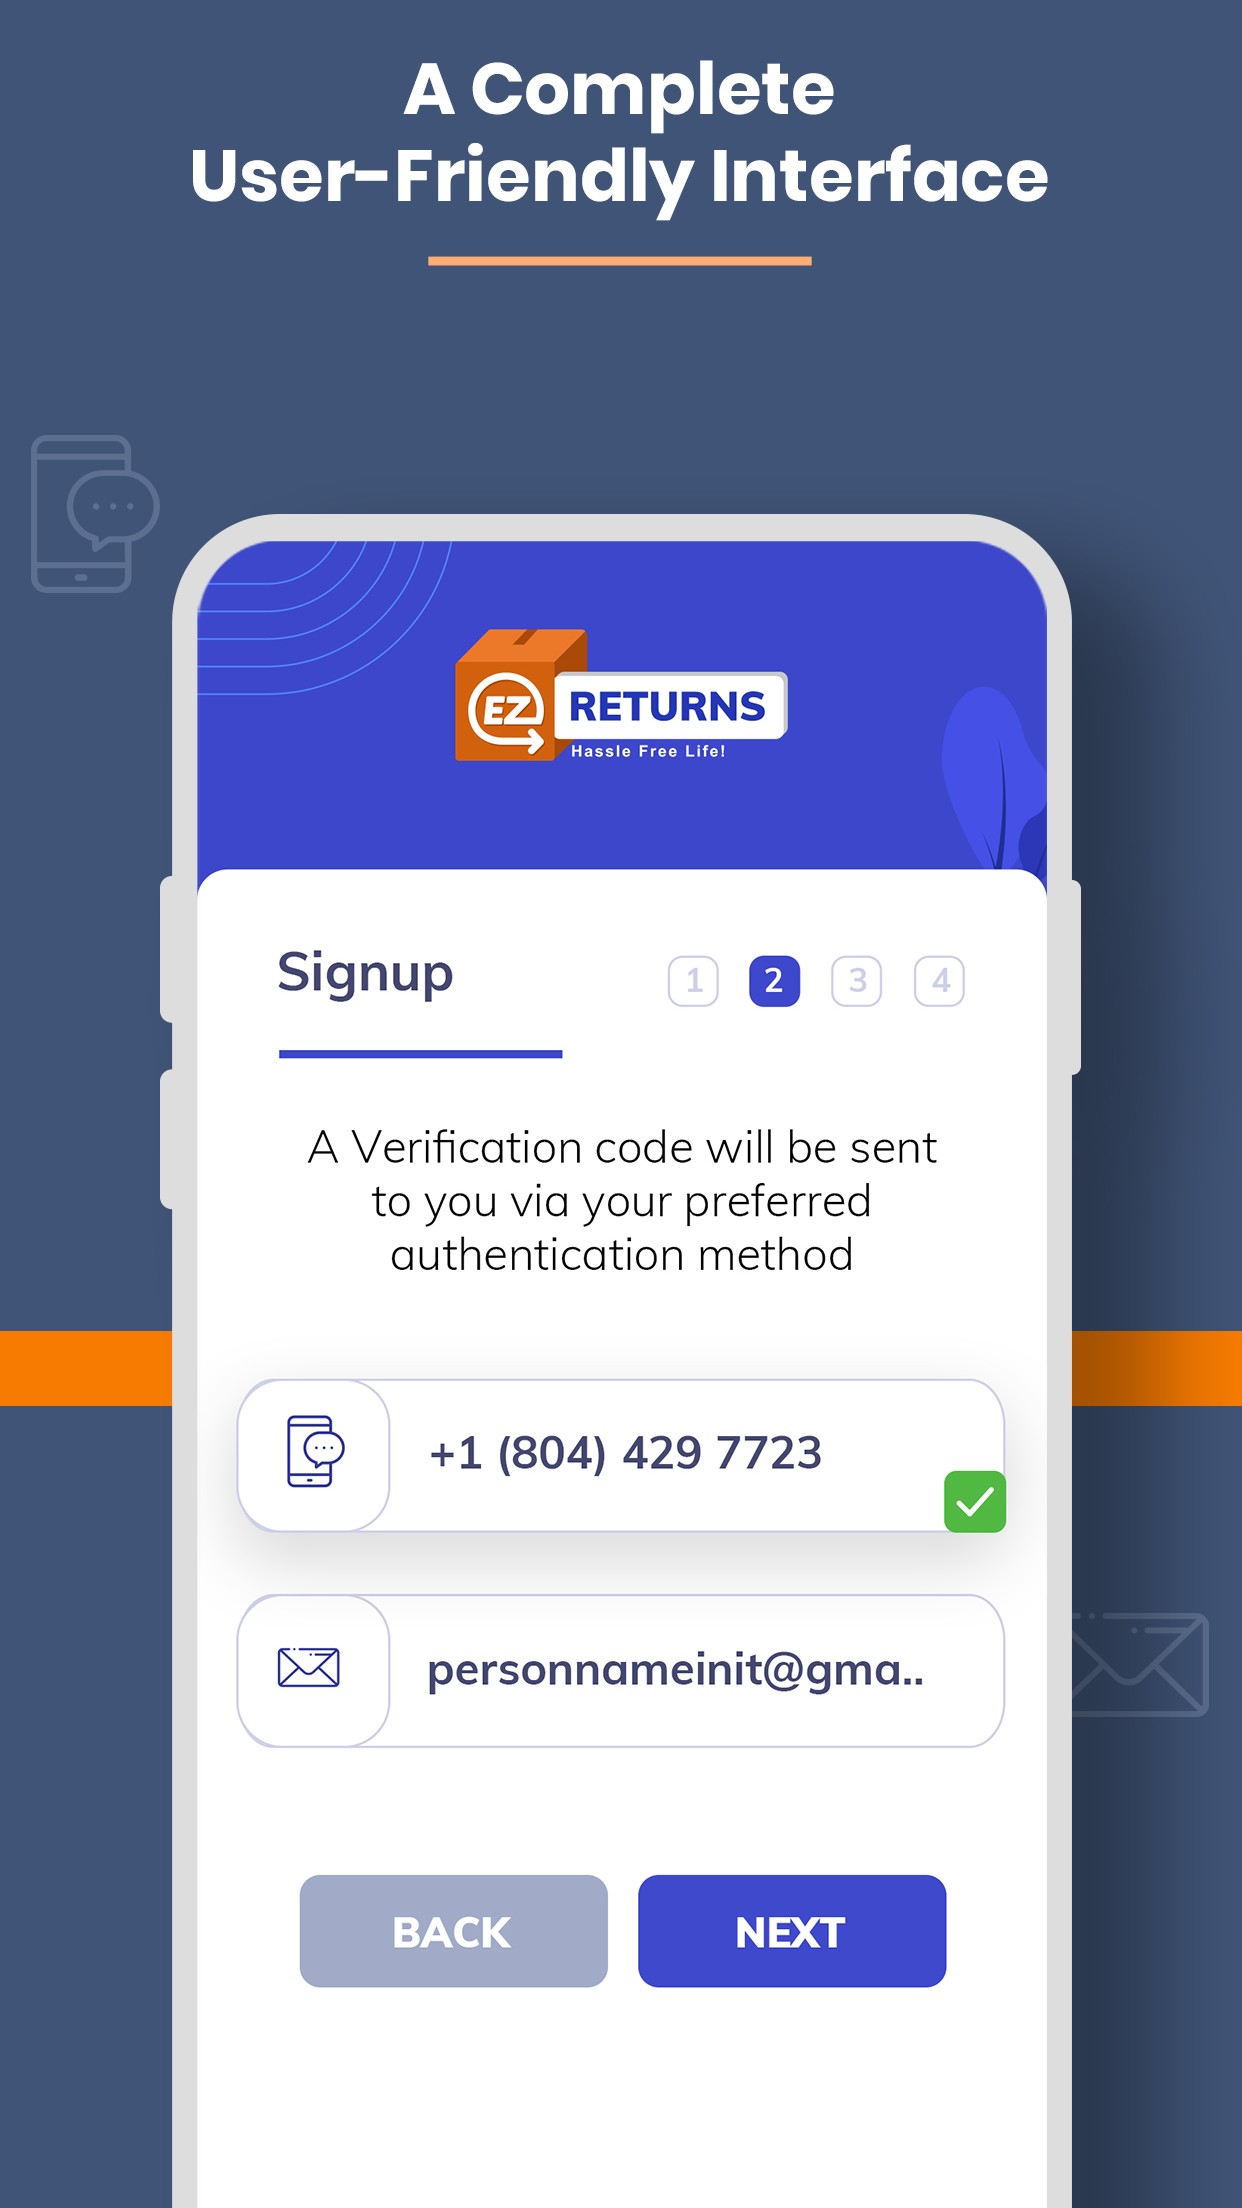 A Complete
User-Friendly Interface
EZ
RETURNS
Hassle Free Life!
Signup
1 2 3 4
A Verification code will be sent
to you via your preferred
authentication method
+1 (804) 429 7723
personnameinit@gma..
BACK NEXT